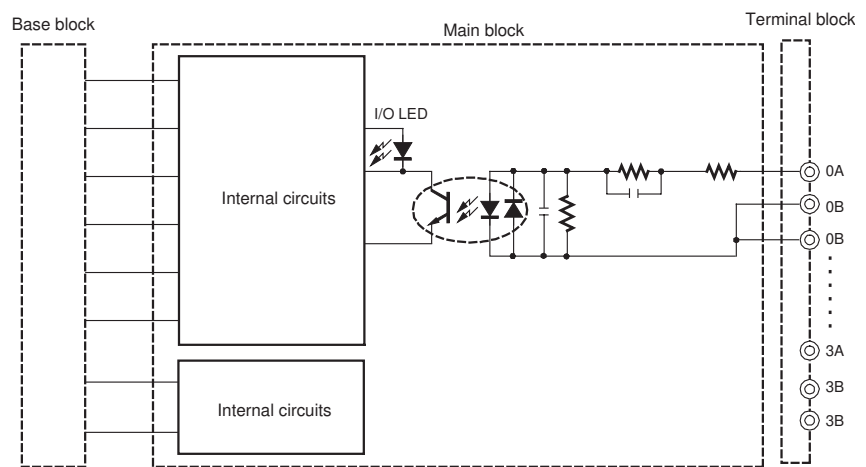 Base block
Main block
Terminal block
I/O LED
Internal circuits
0A
0B
0B
3A
3B
3B
Internal circuits